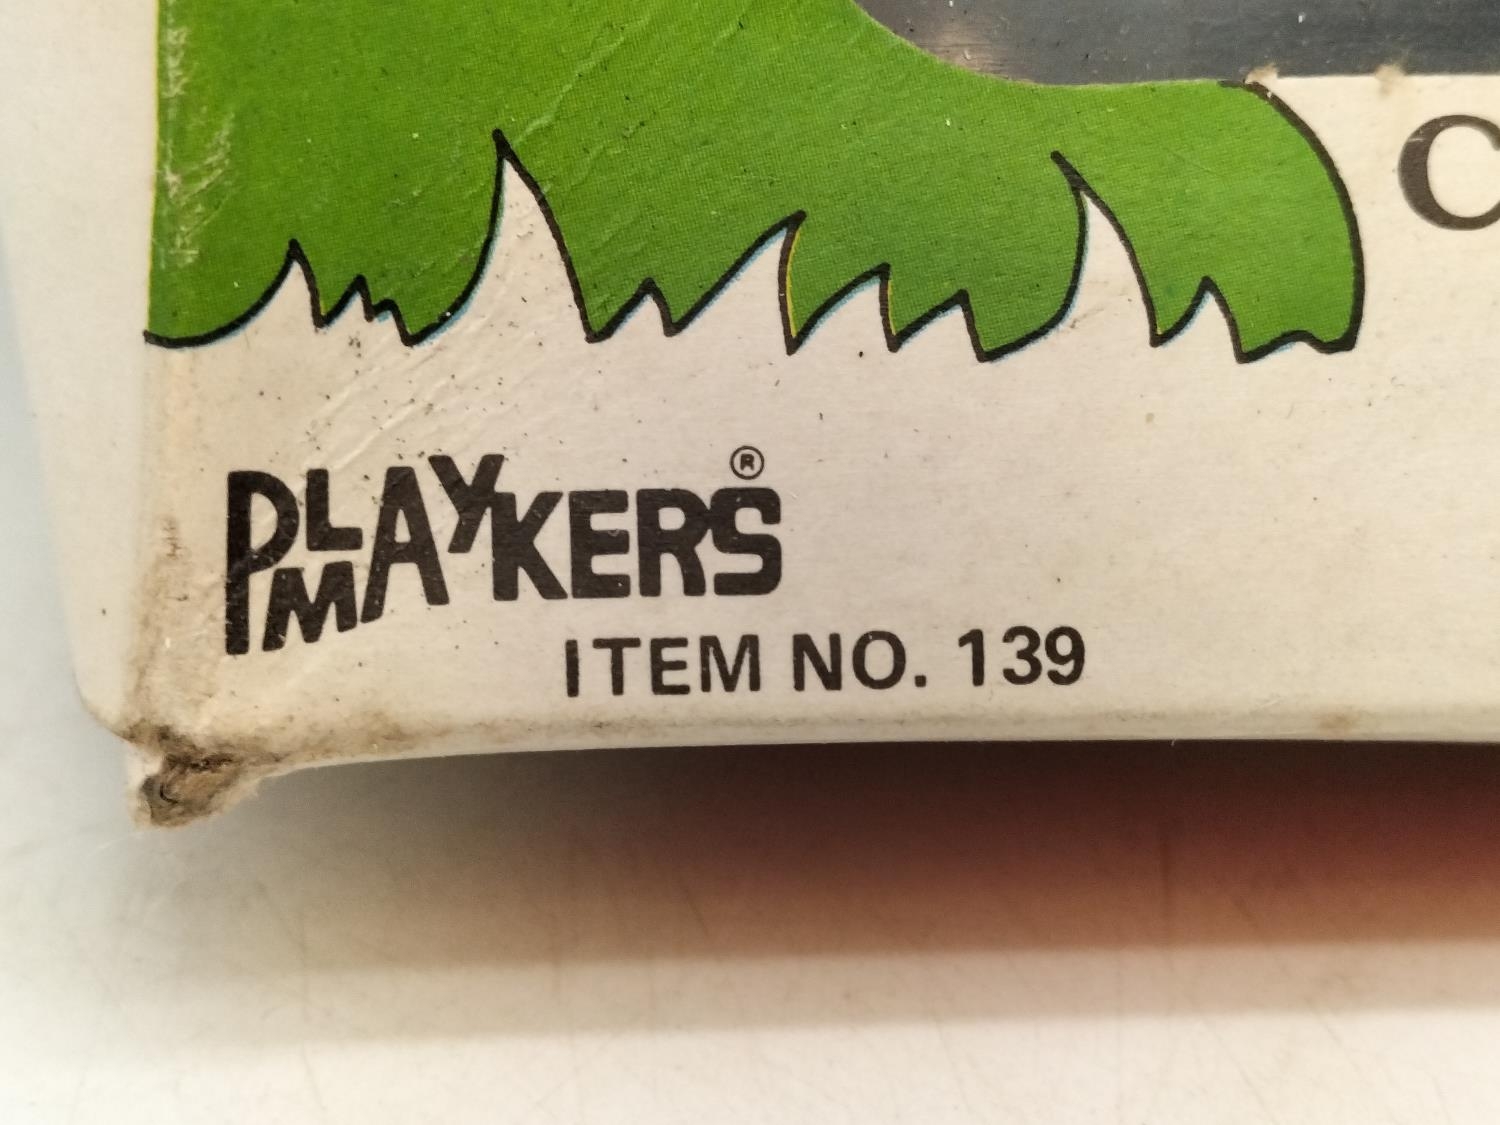 C
PLAYMAKERS®
ITEM NO. 139